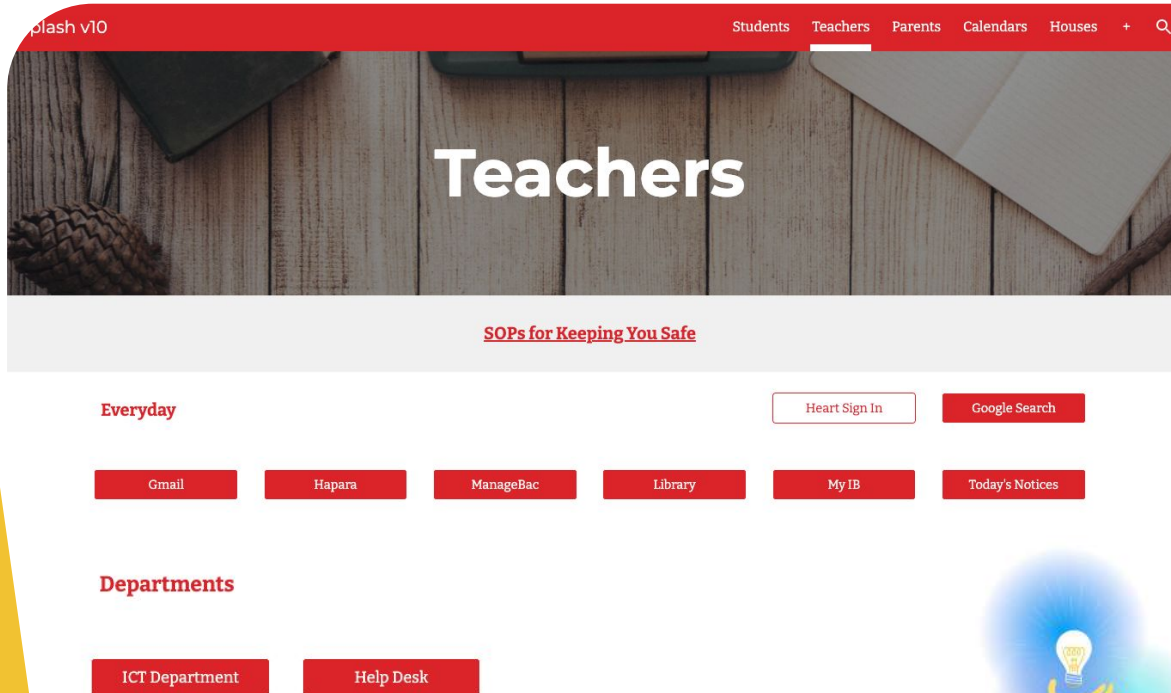 plash v10
Students Teachers Parents Calendars Houses +
Teachers
SOPs for Keeping You Safe
Everyday
Heart Sign In
Google Search
Gmail
Hapara
ManageBac
Library
My IB
Today's Notices
Departments
ICT Department
Help Desk